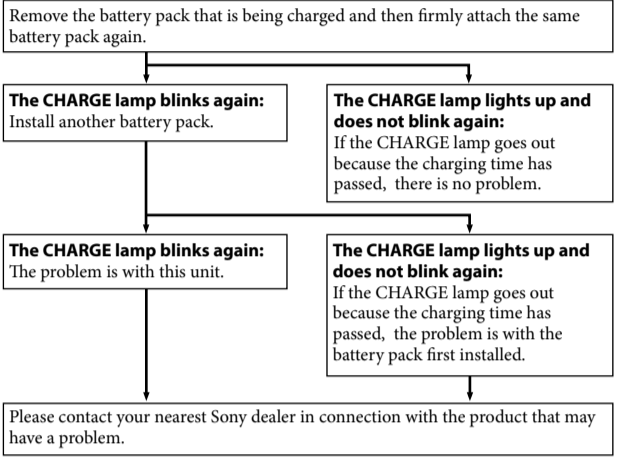 Remove the battery pack that is being charged and then firmly attach the same
battery pack again.
The CHARGE lamp blinks again:
Install another battery pack.
The CHARGE lamp lights up and
does not blink again:
If the CHARGE lamp goes out
because the charging time has
passed, there is no problem.
The CHARGE lamp blinks again:
The problem is with this unit.
The CHARGE lamp lights up and
does not blink again:
If the CHARGE lamp goes out
because the charging time has
passed, the problem is with the
battery pack first installed.
Please contact your nearest Sony dealer in connection with the product that may
have a problem.